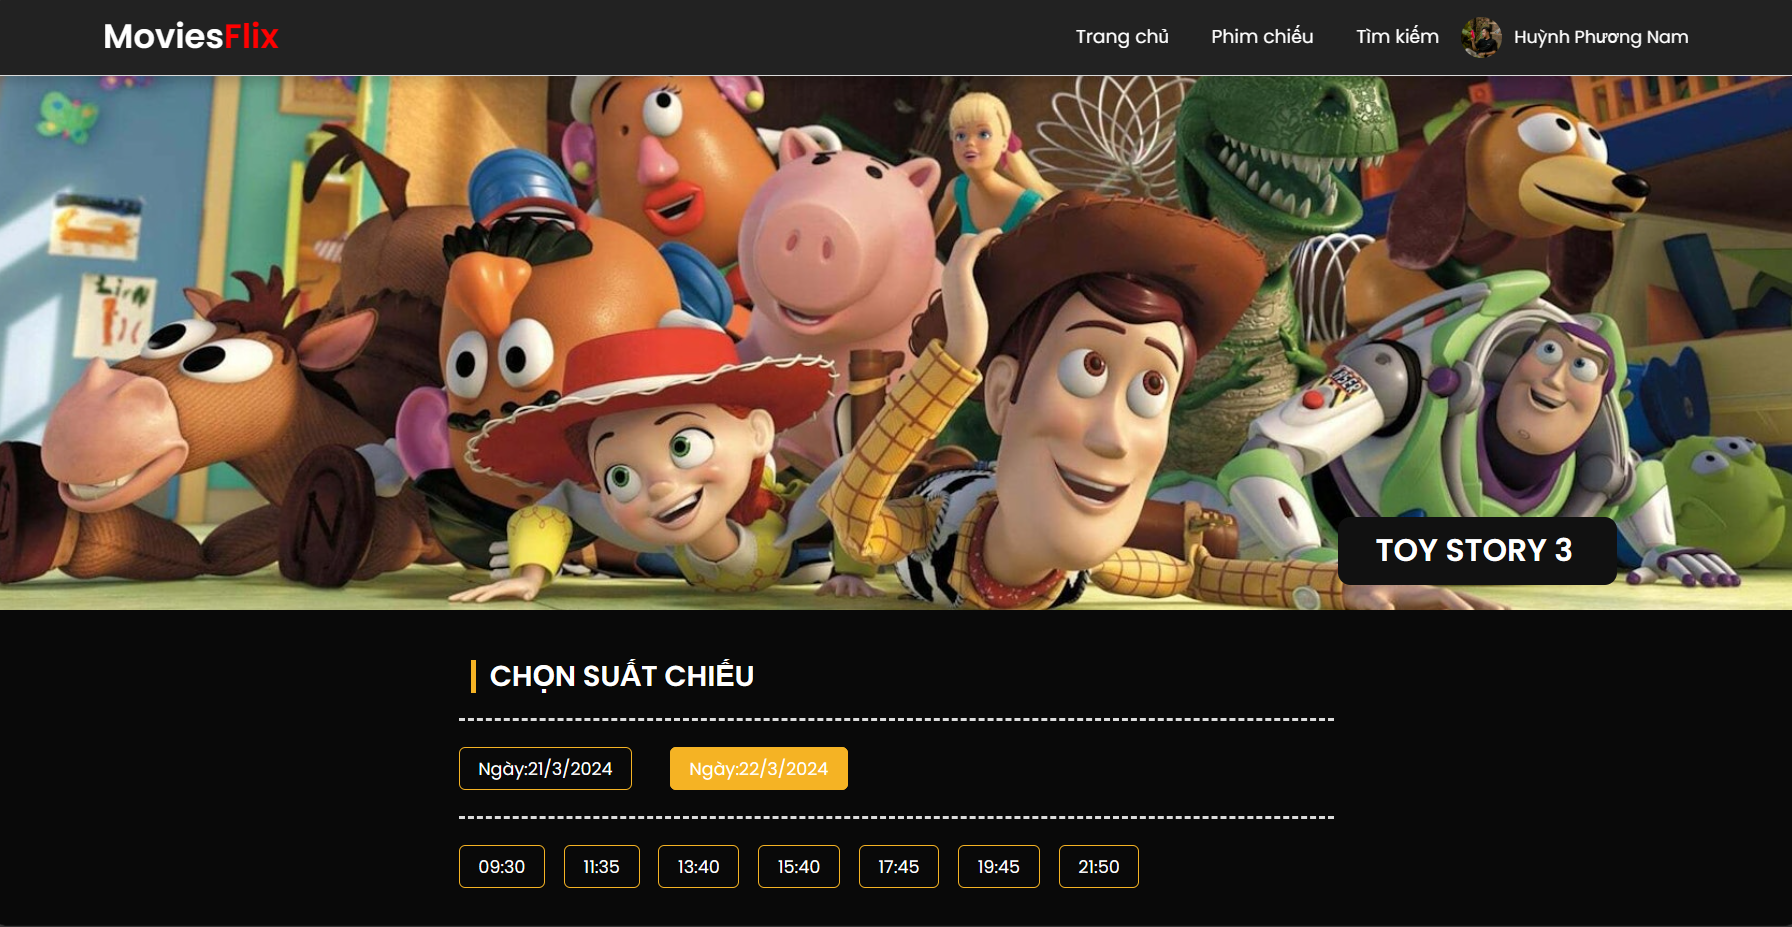 MoviesFlix
Trang chủ
Phim chiếu
Tìm kiếm
Huỳnh Phương Nam
LASER
TOY STORY 3
CHỌN SUẤT CHIẾU
Ngày:21/3/2024
Ngày:22/3/2024
09:30
11:35
13:40
15:40
17:45
19:45
21:50